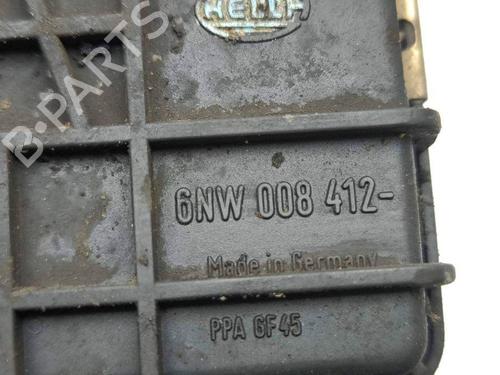 HELLA
B-PARTS
6NW 008 412-
Made in Germany
PPA GF45